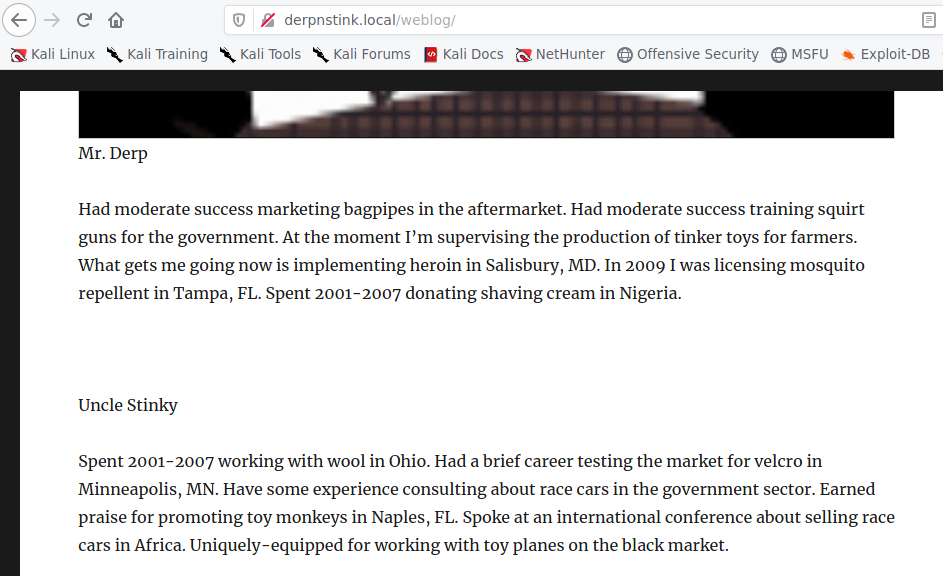 derpnstink.local/weblog/
Kali Linux Kali Training Kali Tools Kali Forums Kali Docs NetHunter Offensive Security MSFU Exploit-DB
Mr. Derp
Had moderate success marketing bagpipes in the aftermarket. Had moderate success training squirt
guns for the government. At the moment I’m supervising the production of tinker toys for farmers.
What gets me going now is implementing heroin in Salisbury, MD. In 2009 I was licensing mosquito
repellent in Tampa, FL. Spent 2001-2007 donating shaving cream in Nigeria.
Uncle Stinky
Spent 2001-2007 working with wool in Ohio. Had a brief career testing the market for velcro in
Minneapolis, MN. Have some experience consulting about race cars in the government sector. Earned
praise for promoting toy monkeys in Naples, FL. Spoke at an international conference about selling race
cars in Africa. Uniquely-equipped for working with toy planes on the black market.